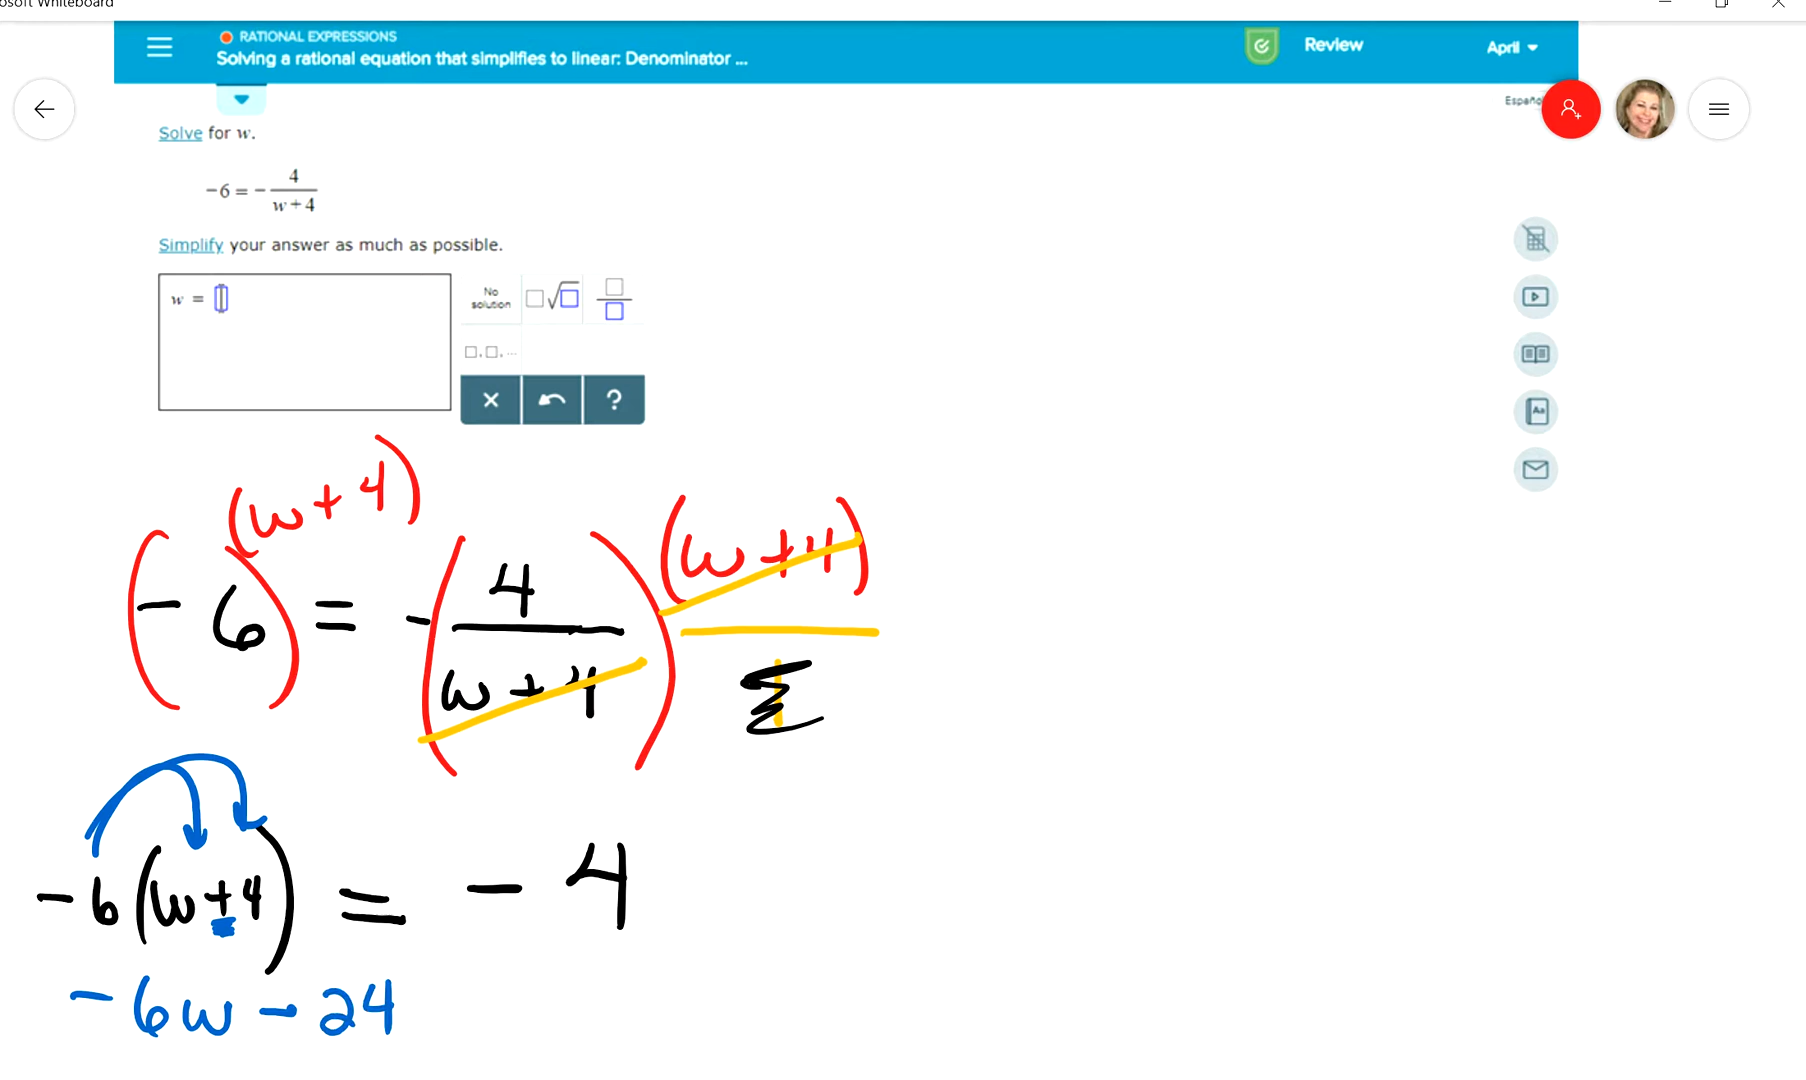 osoft Whiteboard
RATIONAL EXPRESSIONS
Solving a rational equation that simplifies to linear: Denominator ...
Review
April
Españo
Solve for w.
-6 = - 4/(w+4)
Simplify your answer as much as possible.
w =
No solution
□√□
□/□
□,□,...
?
Aa
(w+4)
(w+4)
(-6) = -(4/(w+4))
-6(w+4) = -4
-6w - 24